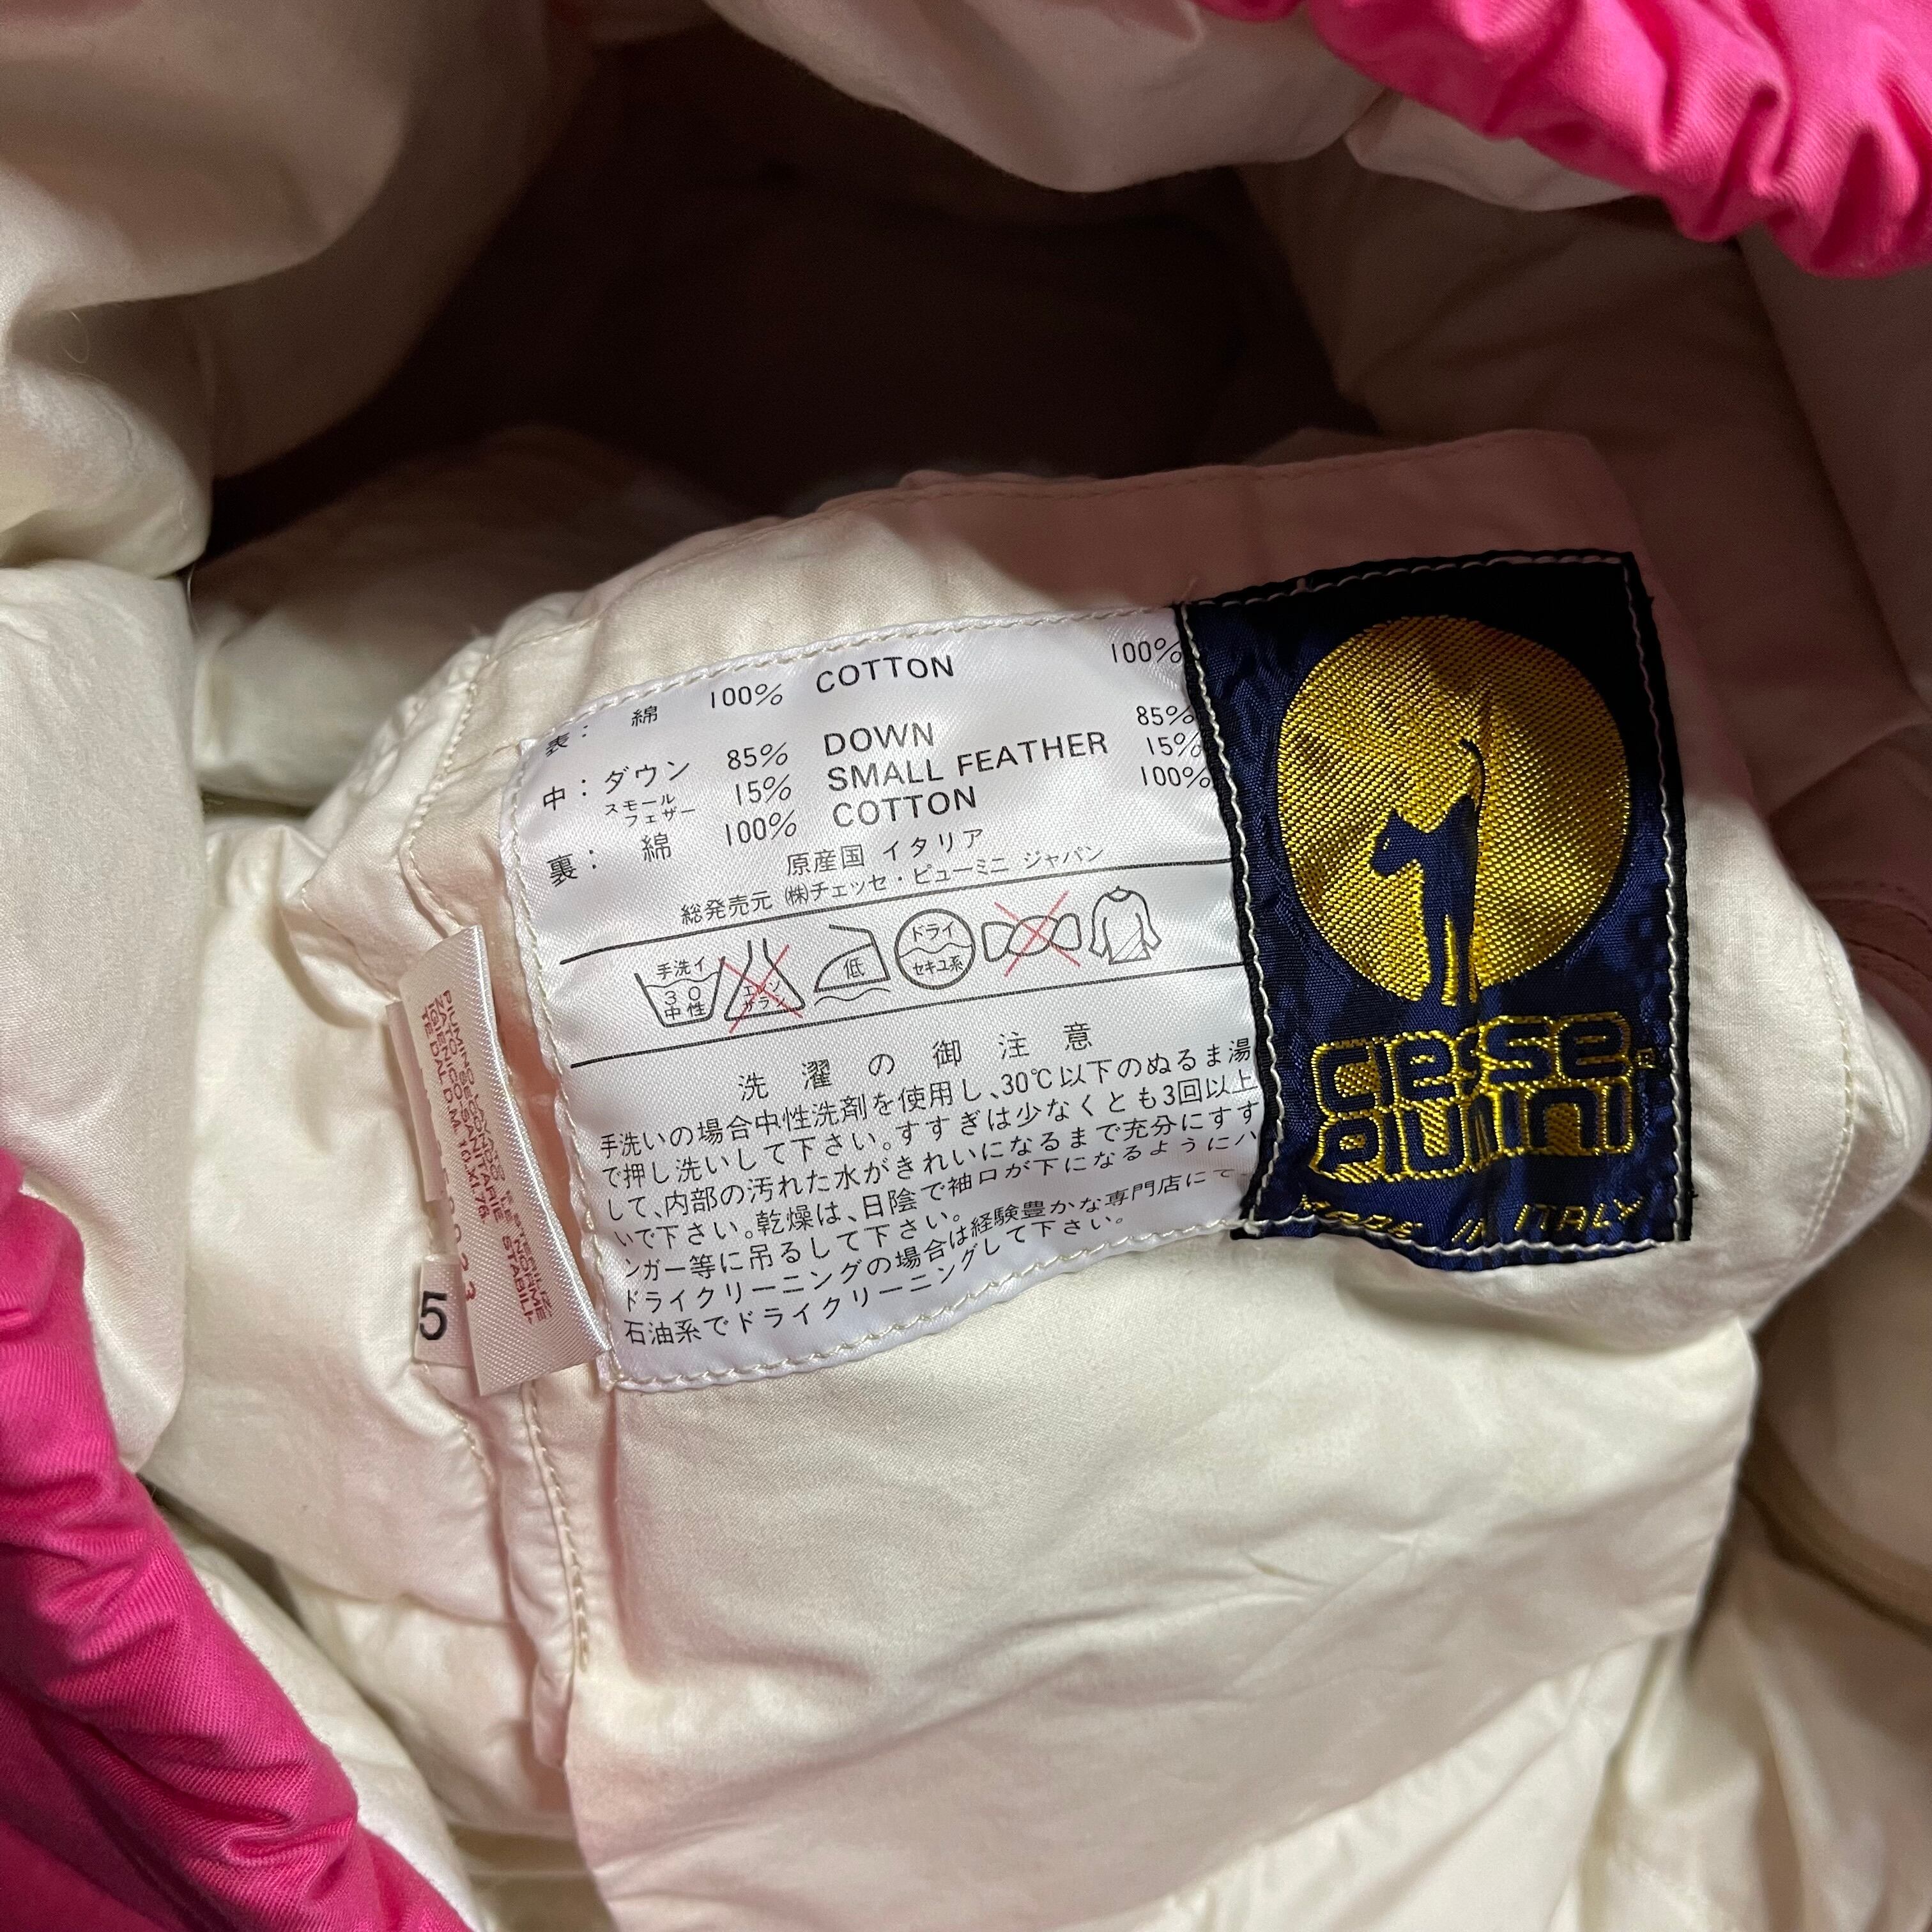 表: 綿 100% COTTON 100%
中: ダウン 85% DOWN 85%
スモールフェザー 15% SMALL FEATHER 15%
裏: 綿 100% COTTON 100%
原産国 イタリア
総発売元 ㈱チェッセ・ピューミニ ジャパン
手洗イ
30
中性
エンソサラシ
低
ドライ
セキユ系
洗濯の御注意
手洗いの場合中性洗剤を使用し、30℃以下のぬるま湯
で押し洗いして下さい。すすぎは少なくとも3回以上
して、内部の汚れた水がきれいになるまで充分にすす
いで下さい。乾燥は、日陰で袖口が下になるようにハ
ンガー等に吊るして下さい。
ドライクリーニングの場合は経験豊かな専門店にて
石油系でドライクリーニングして下さい。
ciesse
piumini
MADE IN ITALY
5